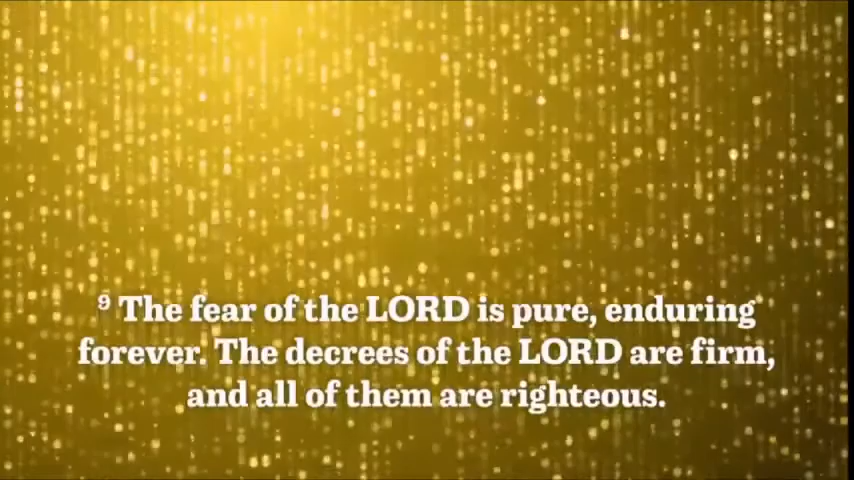 ⁹ The fear of the LORD is pure, enduring
forever. The decrees of the LORD are firm,
and all of them are righteous.